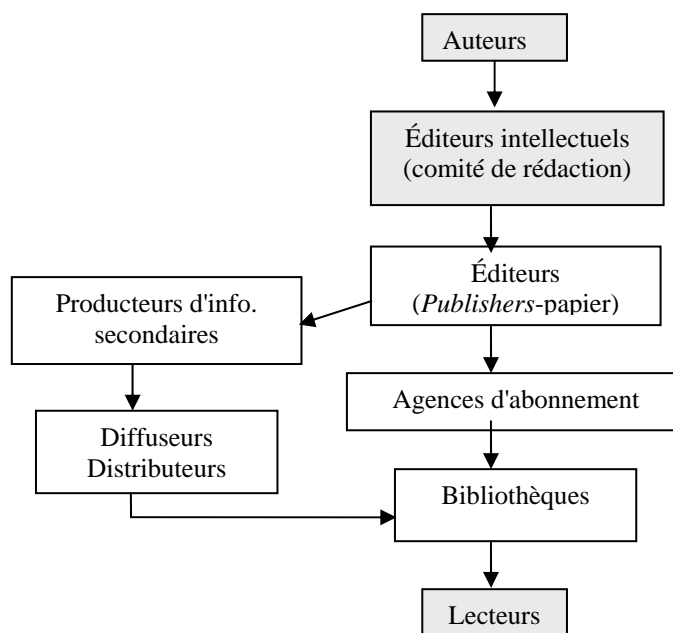 Auteurs
Éditeurs intellectuels
(comité de rédaction)
Éditeurs
(Publishers-papier)
Producteurs d'info.
secondaires
Agences d'abonnement
Diffuseurs
Distributeurs
Bibliothèques
Lecteurs